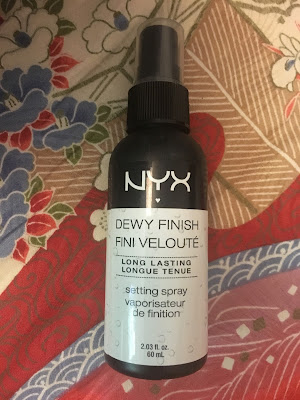 NYX
DEWY FINISH
FINI VELOUTÉ
LONG LASTING
LONGUE TENUE
setting spray
vaporisateur
de finition
2.03 fl. oz.
60 mL